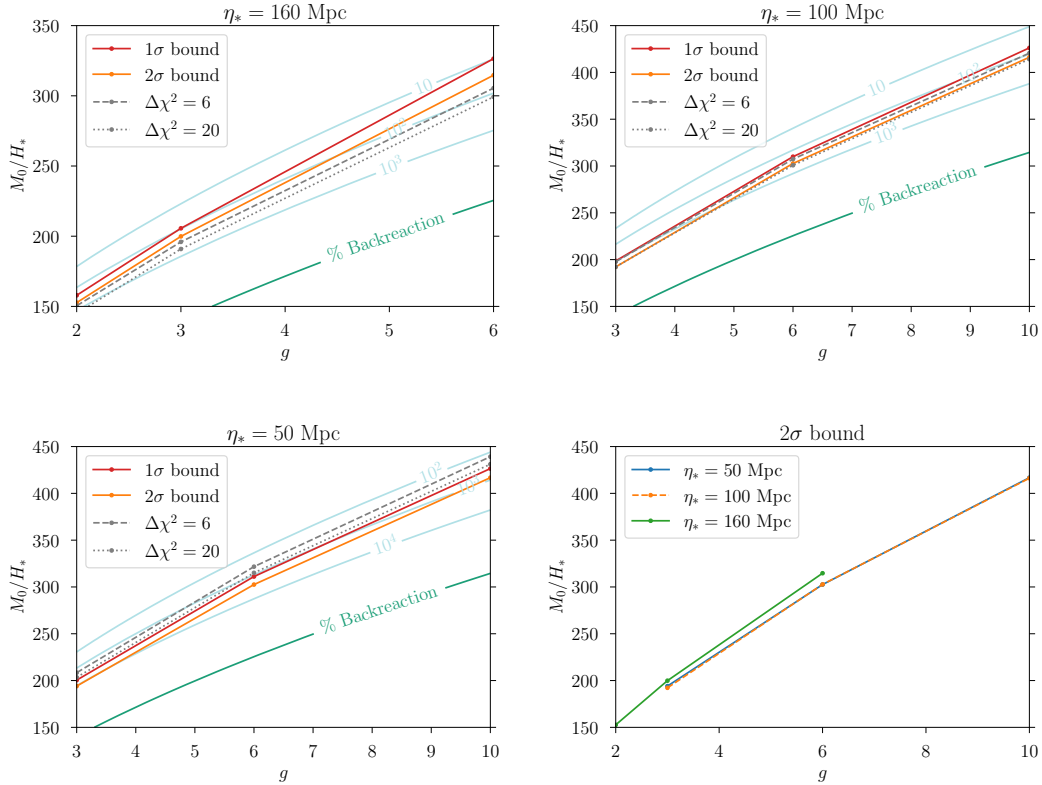 η* = 160 Mpc
350
300
250
200
150
2
3
4
5
6
M₀/H*
g
1σ bound
2σ bound
Δχ² = 6
Δχ² = 20
10
10³
% Backreaction
η* = 100 Mpc
450
400
350
300
250
200
150
3
4
5
6
7
8
9
10
M₀/H*
g
1σ bound
2σ bound
Δχ² = 6
Δχ² = 20
10
10²
10³
% Backreaction
η* = 50 Mpc
450
400
350
300
250
200
150
3
4
5
6
7
8
9
10
M₀/H*
g
1σ bound
2σ bound
Δχ² = 6
Δχ² = 20
10²
10⁴
% Backreaction
2σ bound
450
400
350
300
250
200
150
2
4
6
8
10
M₀/H*
g
η* = 50 Mpc
η* = 100 Mpc
η* = 160 Mpc